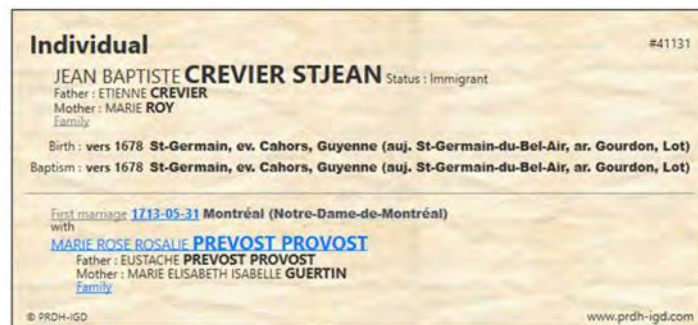 Individual #41131
JEAN BAPTISTE CREVIER STJEAN Status : Immigrant
Father : ETIENNE CREVIER
Mother : MARIE ROY
Family
Birth : vers 1678 St-Germain, ev. Cahors, Guyenne (auj. St-Germain-du-Bel-Air, ar. Gourdon, Lot)
Baptism : vers 1678 St-Germain, ev. Cahors, Guyenne (auj. St-Germain-du-Bel-Air, ar. Gourdon, Lot)
First marriage 1713-05-31 Montréal (Notre-Dame-de-Montréal)
with
MARIE ROSE ROSALIE PREVOST PROVOST
Father : EUSTACHE PREVOST PROVOST
Mother : MARIE ELISABETH ISABELLE GUERTIN
Family
© PRDH-IGD www.prdh-igd.com